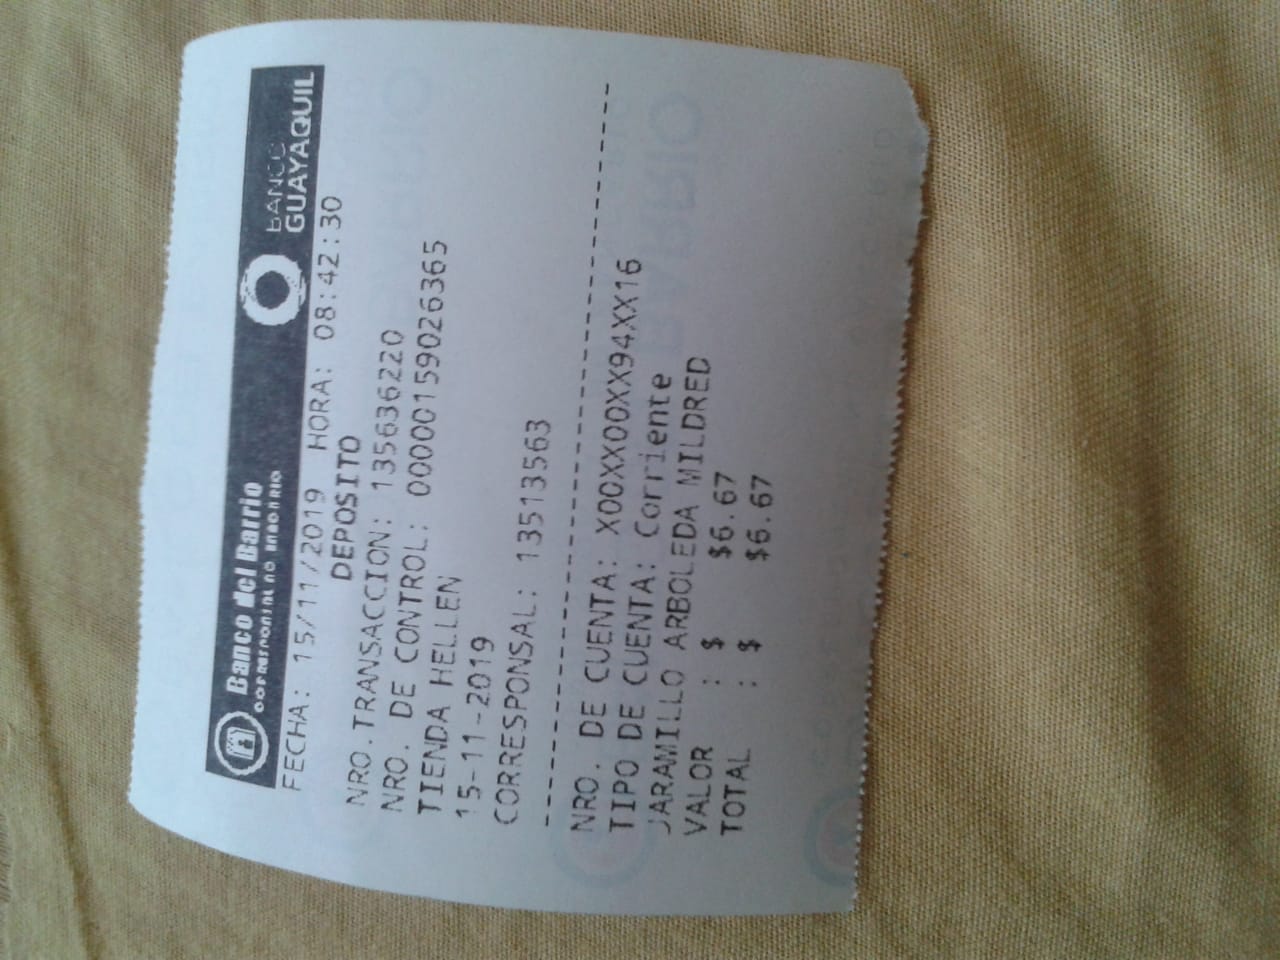 Banco del Barrio
CORRESPONSAL NO BANCARIO
BANCO
GUAYAQUIL
FECHA: 15/11/2019 HORA: 08:42:30
DEPOSITO
NRO.TRANSACCION: 135636220
NRO. DE CONTROL: 00000159026365
TIENDA HELLEN
15-11-2019
CORRESPONSAL: 13513563
NRO. DE CUENTA: X00XX00XX94XX16
TIPO DE CUENTA: Corriente
JARAMILLO ARBOLEDA MILDRED
VALOR : $ $6.67
TOTAL : $ $6.67